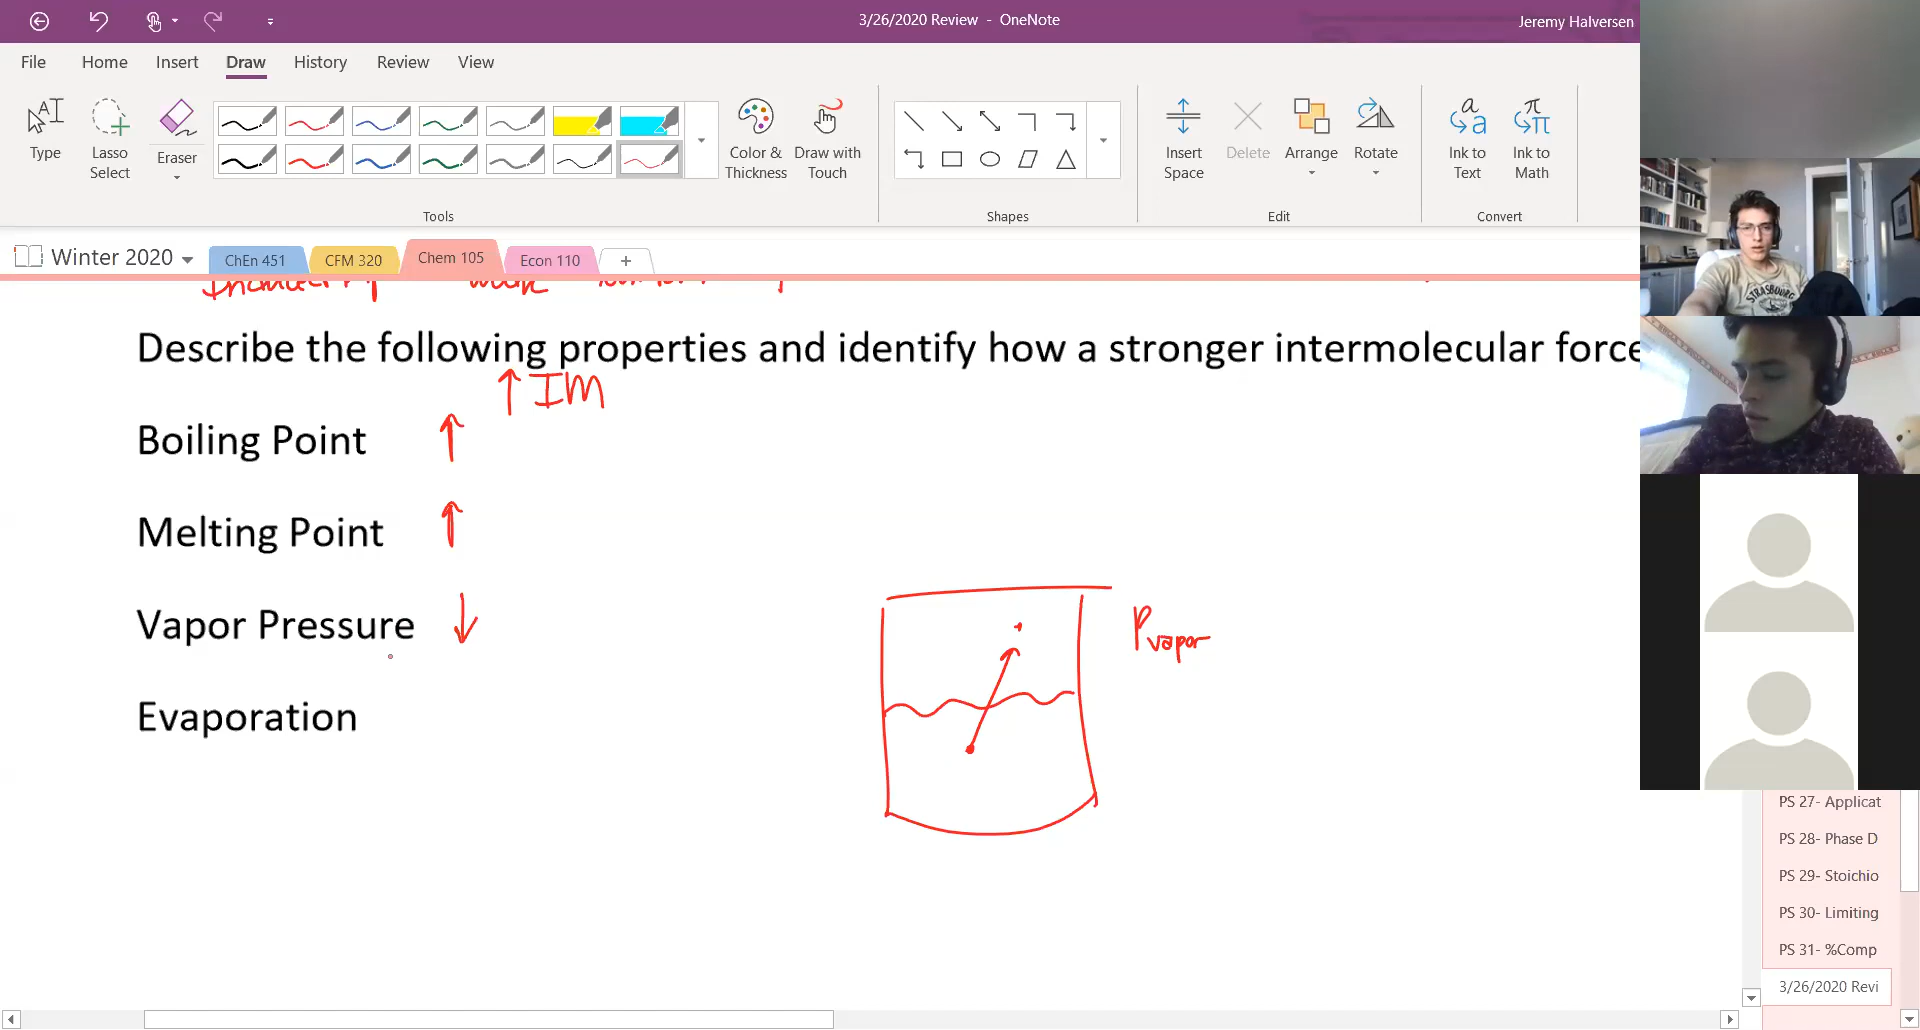 3/26/2020 Review - OneNote
Jeremy Halversen
File Home Insert Draw History Review View
Type
Lasso Select
Eraser
Color & Thickness
Draw with Touch
Insert Space
Delete
Arrange
Rotate
Ink to Text
Ink to Math
Tools
Shapes
Edit
Convert
Winter 2020
ChEn 451
CFM 320
Chem 105
Econ 110
Describe the following properties and identify how a stronger intermolecular force
↑ IM
Boiling Point ↑
Melting Point ↑
Vapor Pressure ↓
Pvapor
Evaporation
STRASBOURG
PS 27- Applicat
PS 28- Phase D
PS 29- Stoichio
PS 30- Limiting
PS 31- %Comp
3/26/2020 Revi